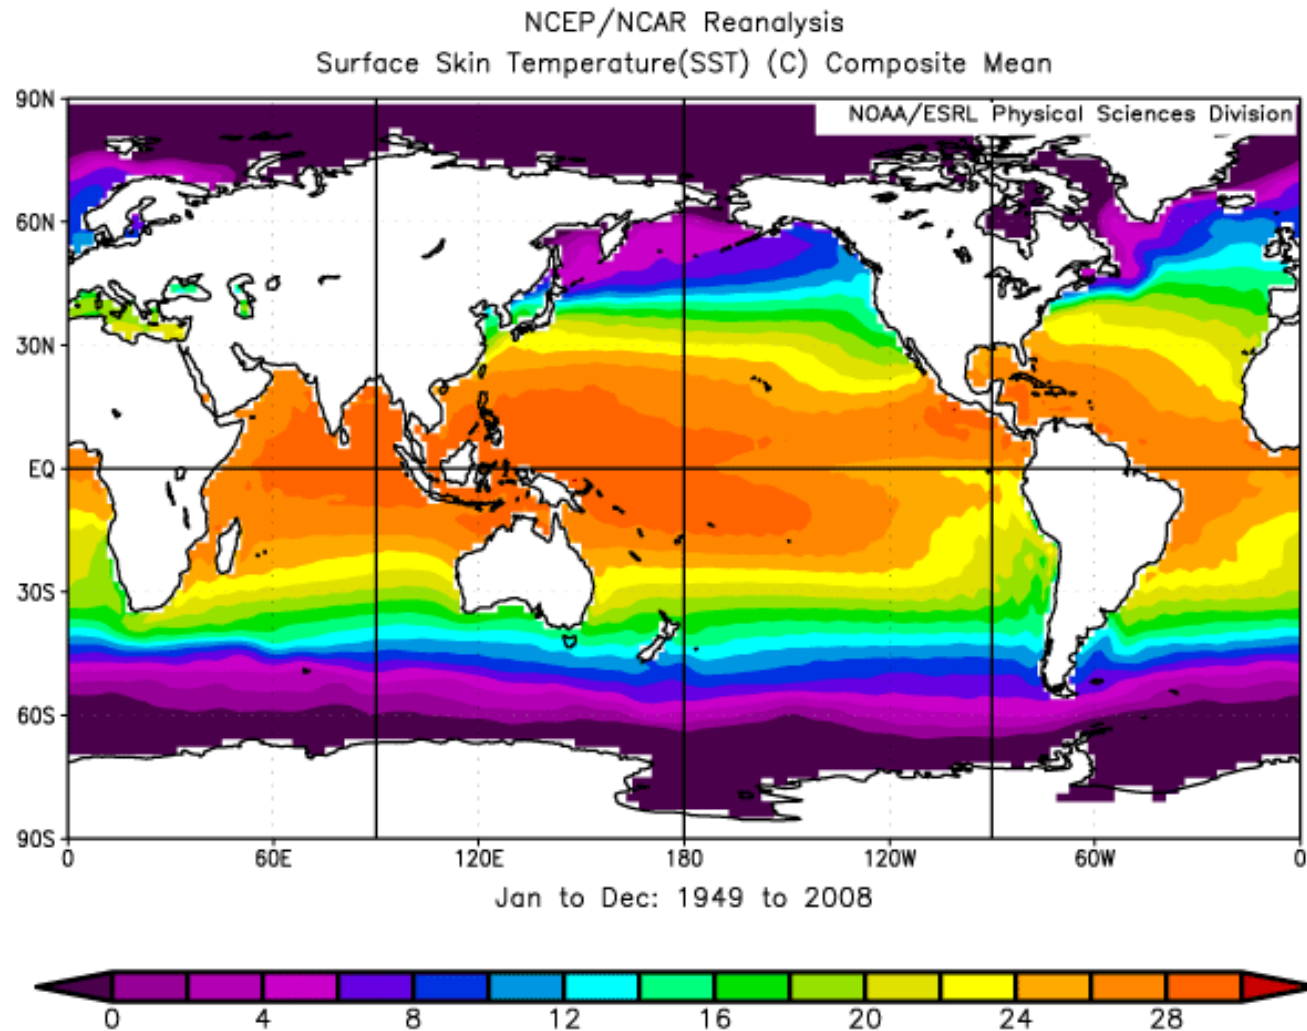 NCEP/NCAR Reanalysis
Surface Skin Temperature(SST) (C) Composite Mean
NOAA/ESRL Physical Sciences Division
90N
60N
30N
EQ
30S
60S
90S
0 60E 120E 180 120W 60W 0
Jan to Dec: 1949 to 2008
0 4 8 12 16 20 24 28